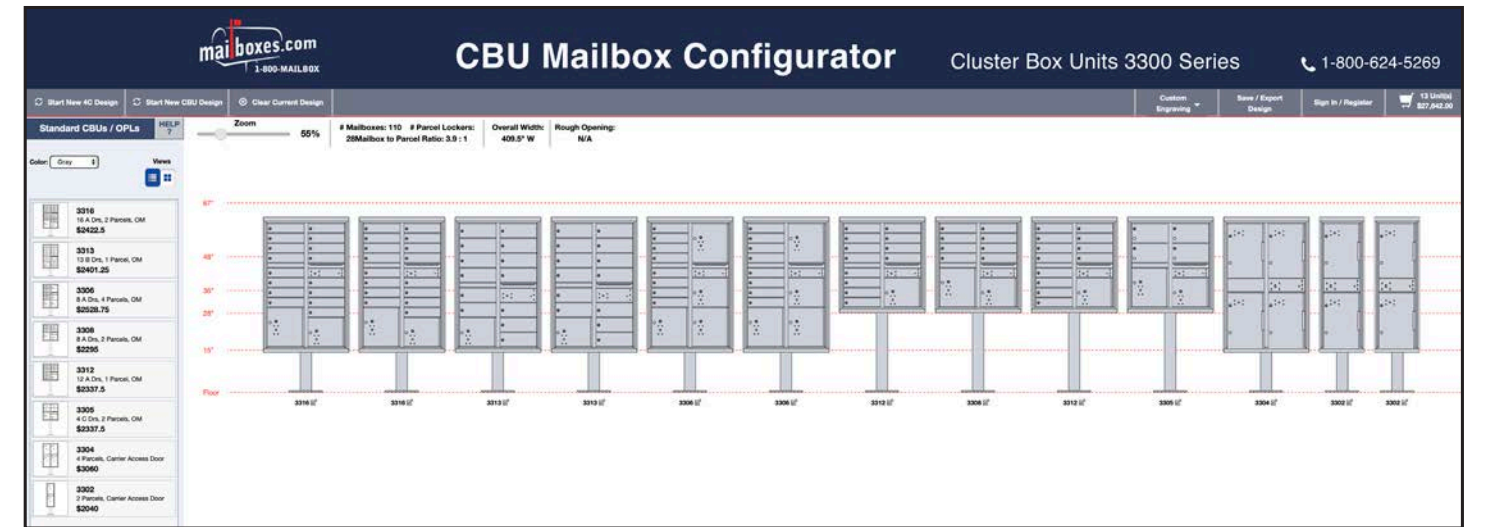 mailboxes.com
1-800-MAILBOX
CBU Mailbox Configurator
Cluster Box Units 3300 Series
1-800-624-5269
Start New 4C Design
Start New CBU Design
Clear Current Design
Custom
Engraving
Save / Export
Design
Sign In / Register
13 Unit(s)
$27,642.00
Standard CBUs / OPLs
HELP
?
Zoom
55%
# Mailboxes: 110 # Parcel Lockers:
28Mailbox to Parcel Ratio: 3.9 : 1
Overall Width:
409.5" W
Rough Opening:
N/A
Color:
Gray
Views
3316
16 A Drs, 2 Parcels, OM
$2422.5
3313
13 B Drs, 1 Parcel, OM
$2401.25
3306
8 A Drs, 4 Parcels, OM
$2528.75
3308
8 A Drs, 2 Parcels, OM
$2295
3312
12 A Drs, 1 Parcel, OM
$2337.5
3305
4 C Drs, 2 Parcels, OM
$2337.5
3304
4 Parcels, Carrier Access Door
$3060
3302
2 Parcels, Carrier Access Door
$2040
67"
48"
36"
28"
15"
Floor
3316
3316
3313
3313
3306
3306
3312
3308
3312
3305
3304
3302
3302